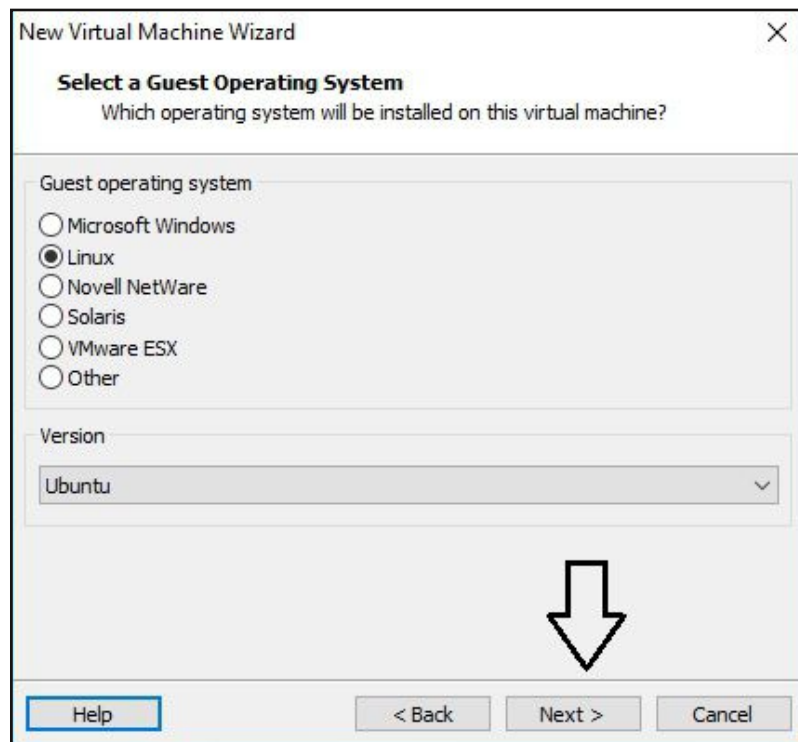 New Virtual Machine Wizard
Select a Guest Operating System
Which operating system will be installed on this virtual machine?
Guest operating system
Microsoft Windows
Linux
Novell NetWare
Solaris
VMware ESX
Other
Version
Ubuntu
Help
< Back
Next >
Cancel